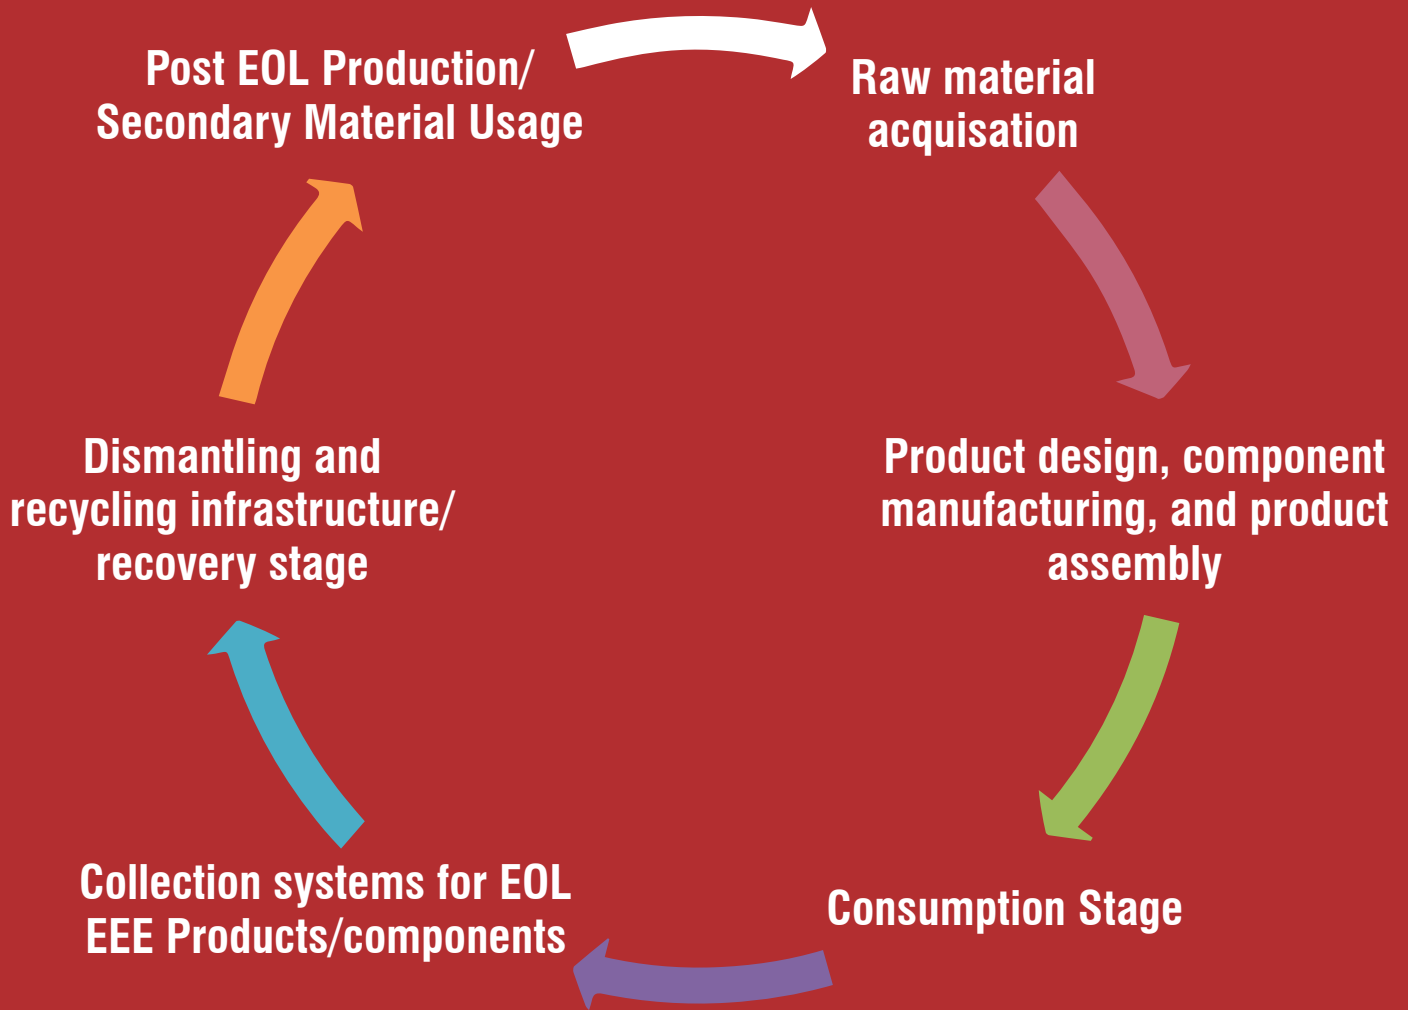 Post EOL Production/
Secondary Material Usage
Raw material
acquisation
Product design, component
manufacturing, and product
assembly
Consumption Stage
Collection systems for EOL
EEE Products/components
Dismantling and
recycling infrastructure/
recovery stage